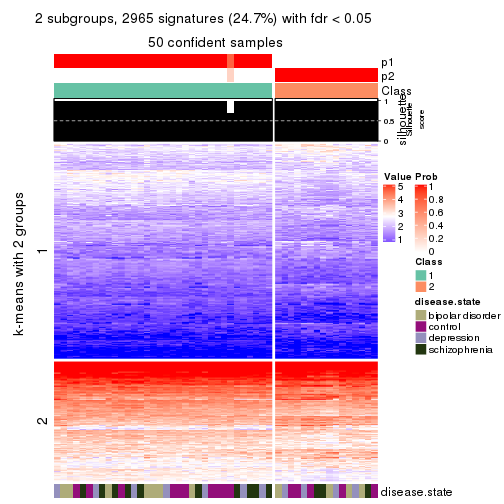 2 subgroups, 2965 signatures (24.7%) with fdr < 0.05
50 confident samples
p1
p2
Class
silhouette
Silhouette
score
1
0.5
0
k-means with 2 groups
1
2
disease.state
Value
5
4
3
2
1
Prob
1
0.8
0.6
0.4
0.2
0
Class
1
2
disease.state
bipolar disorder
control
depression
schizophrenia